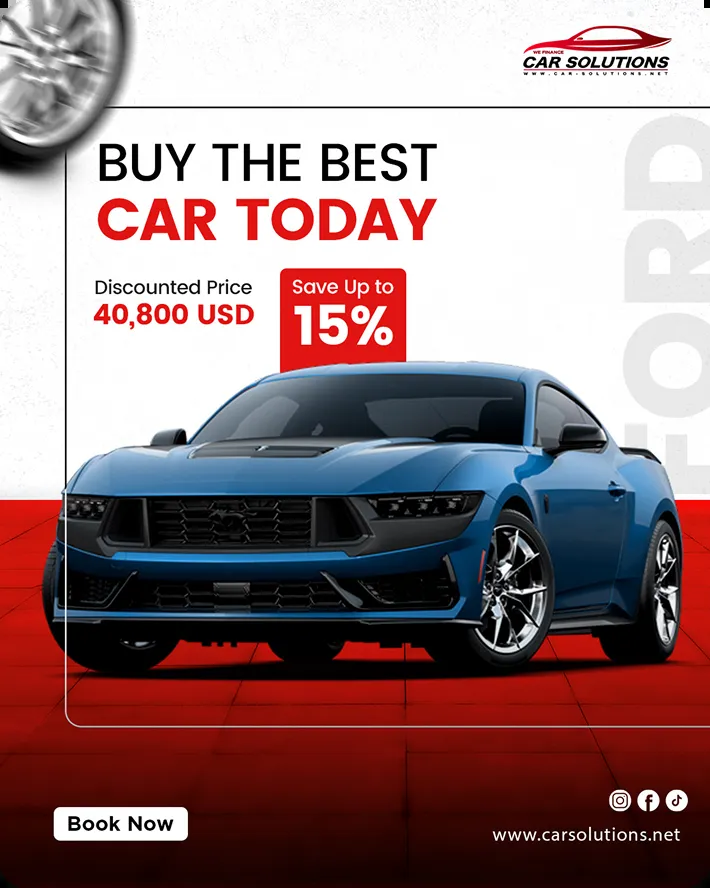 WE FINANCE
CAR SOLUTIONS
WWW.CAR-SOLUTIONS.NET
BUY THE BEST
CAR TODAY
Discounted Price
40,800 USD
Save Up to
15%
FORD
Book Now
www.carsolutions.net